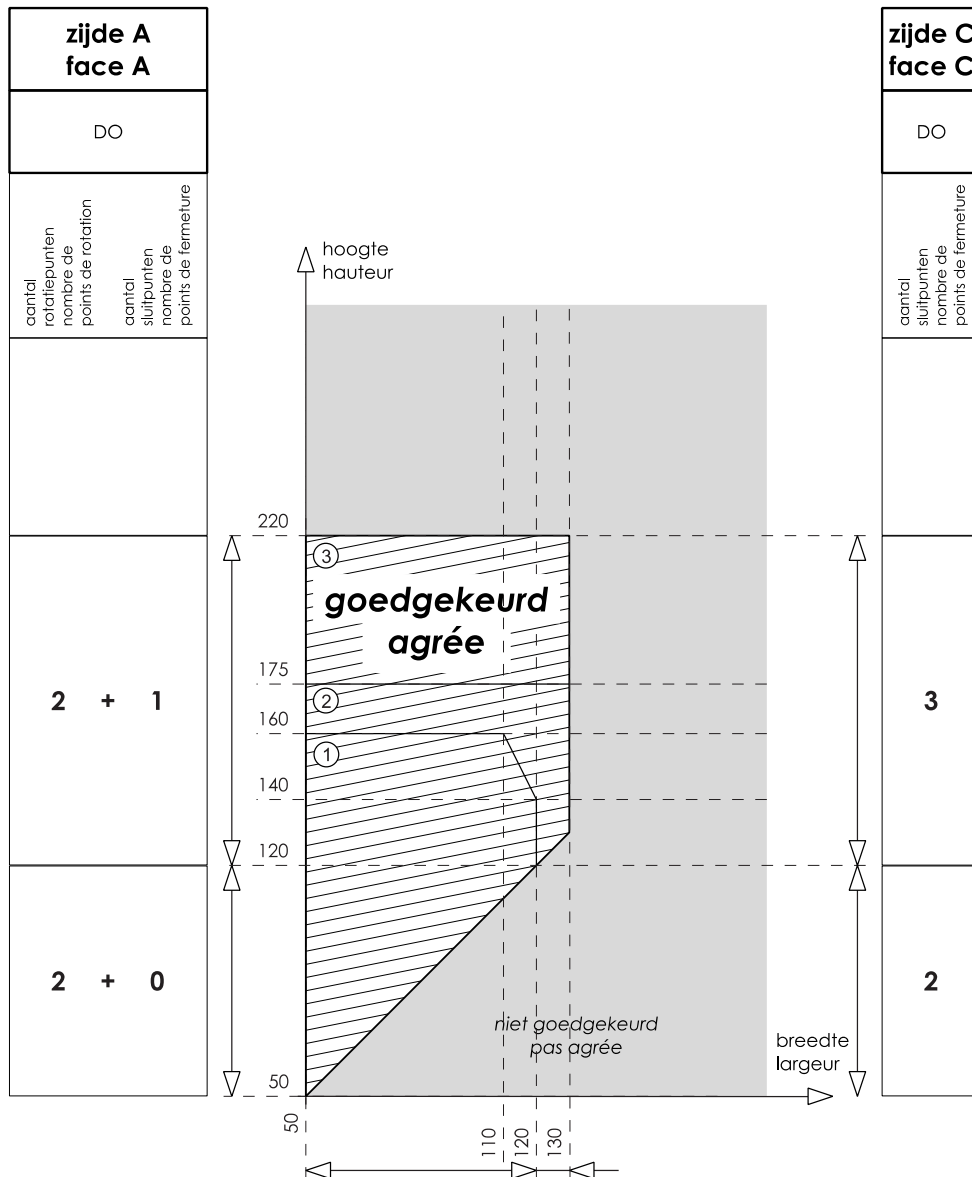 zijde A
face A
DO
aantal
rotatiepunten
nombre de
points de rotation
aantal
sluitpunten
nombre de
points de fermeture
2 + 1
2 + 0
hoogte
hauteur
220
175
160
140
120
50
3
goedgekeurd
agrée
2
1
niet goedgekeurd
pas agrée
breedte
largeur
50
110
120
130
zijde C
face C
DO
aantal
sluitpunten
nombre de
points de fermeture
3
2